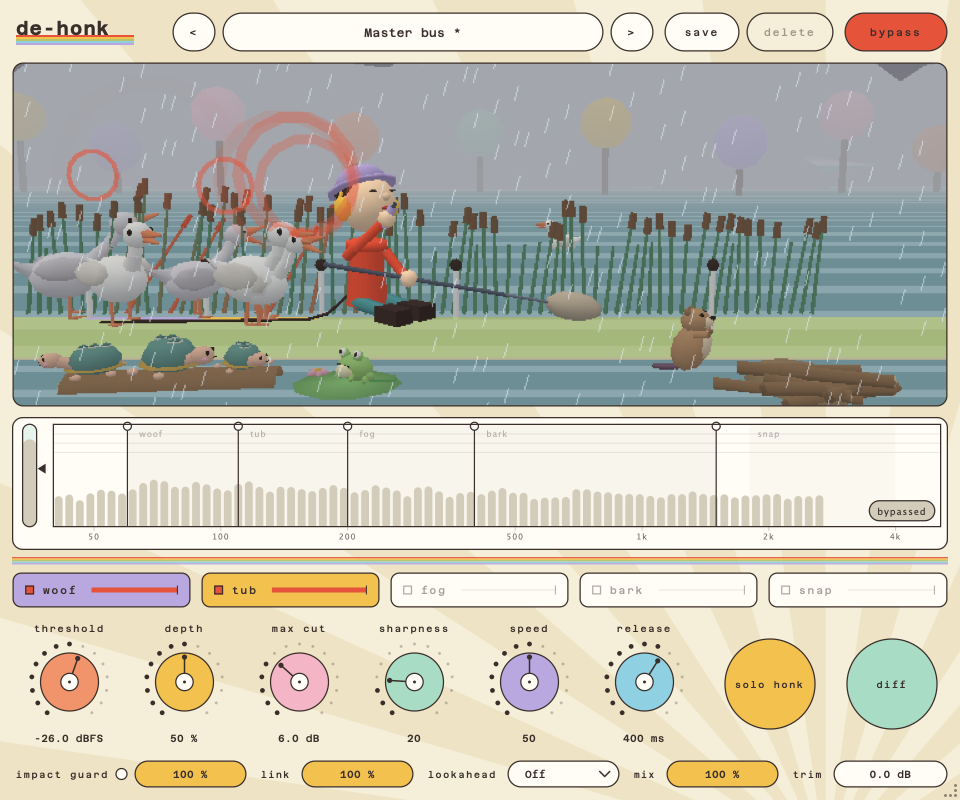 de-honk
< Master bus * > save delete bypass
woof tub fog bark snap
bypassed
50 100 200 500 1k 2k 4k
woof tub fog bark snap
threshold depth max cut sharpness speed release
solo honk diff
-26.0 dBFS 50 % 6.0 dB 20 50 400 ms
impact guard 100 % link 100 % lookahead Off mix 100 % trim 0.0 dB